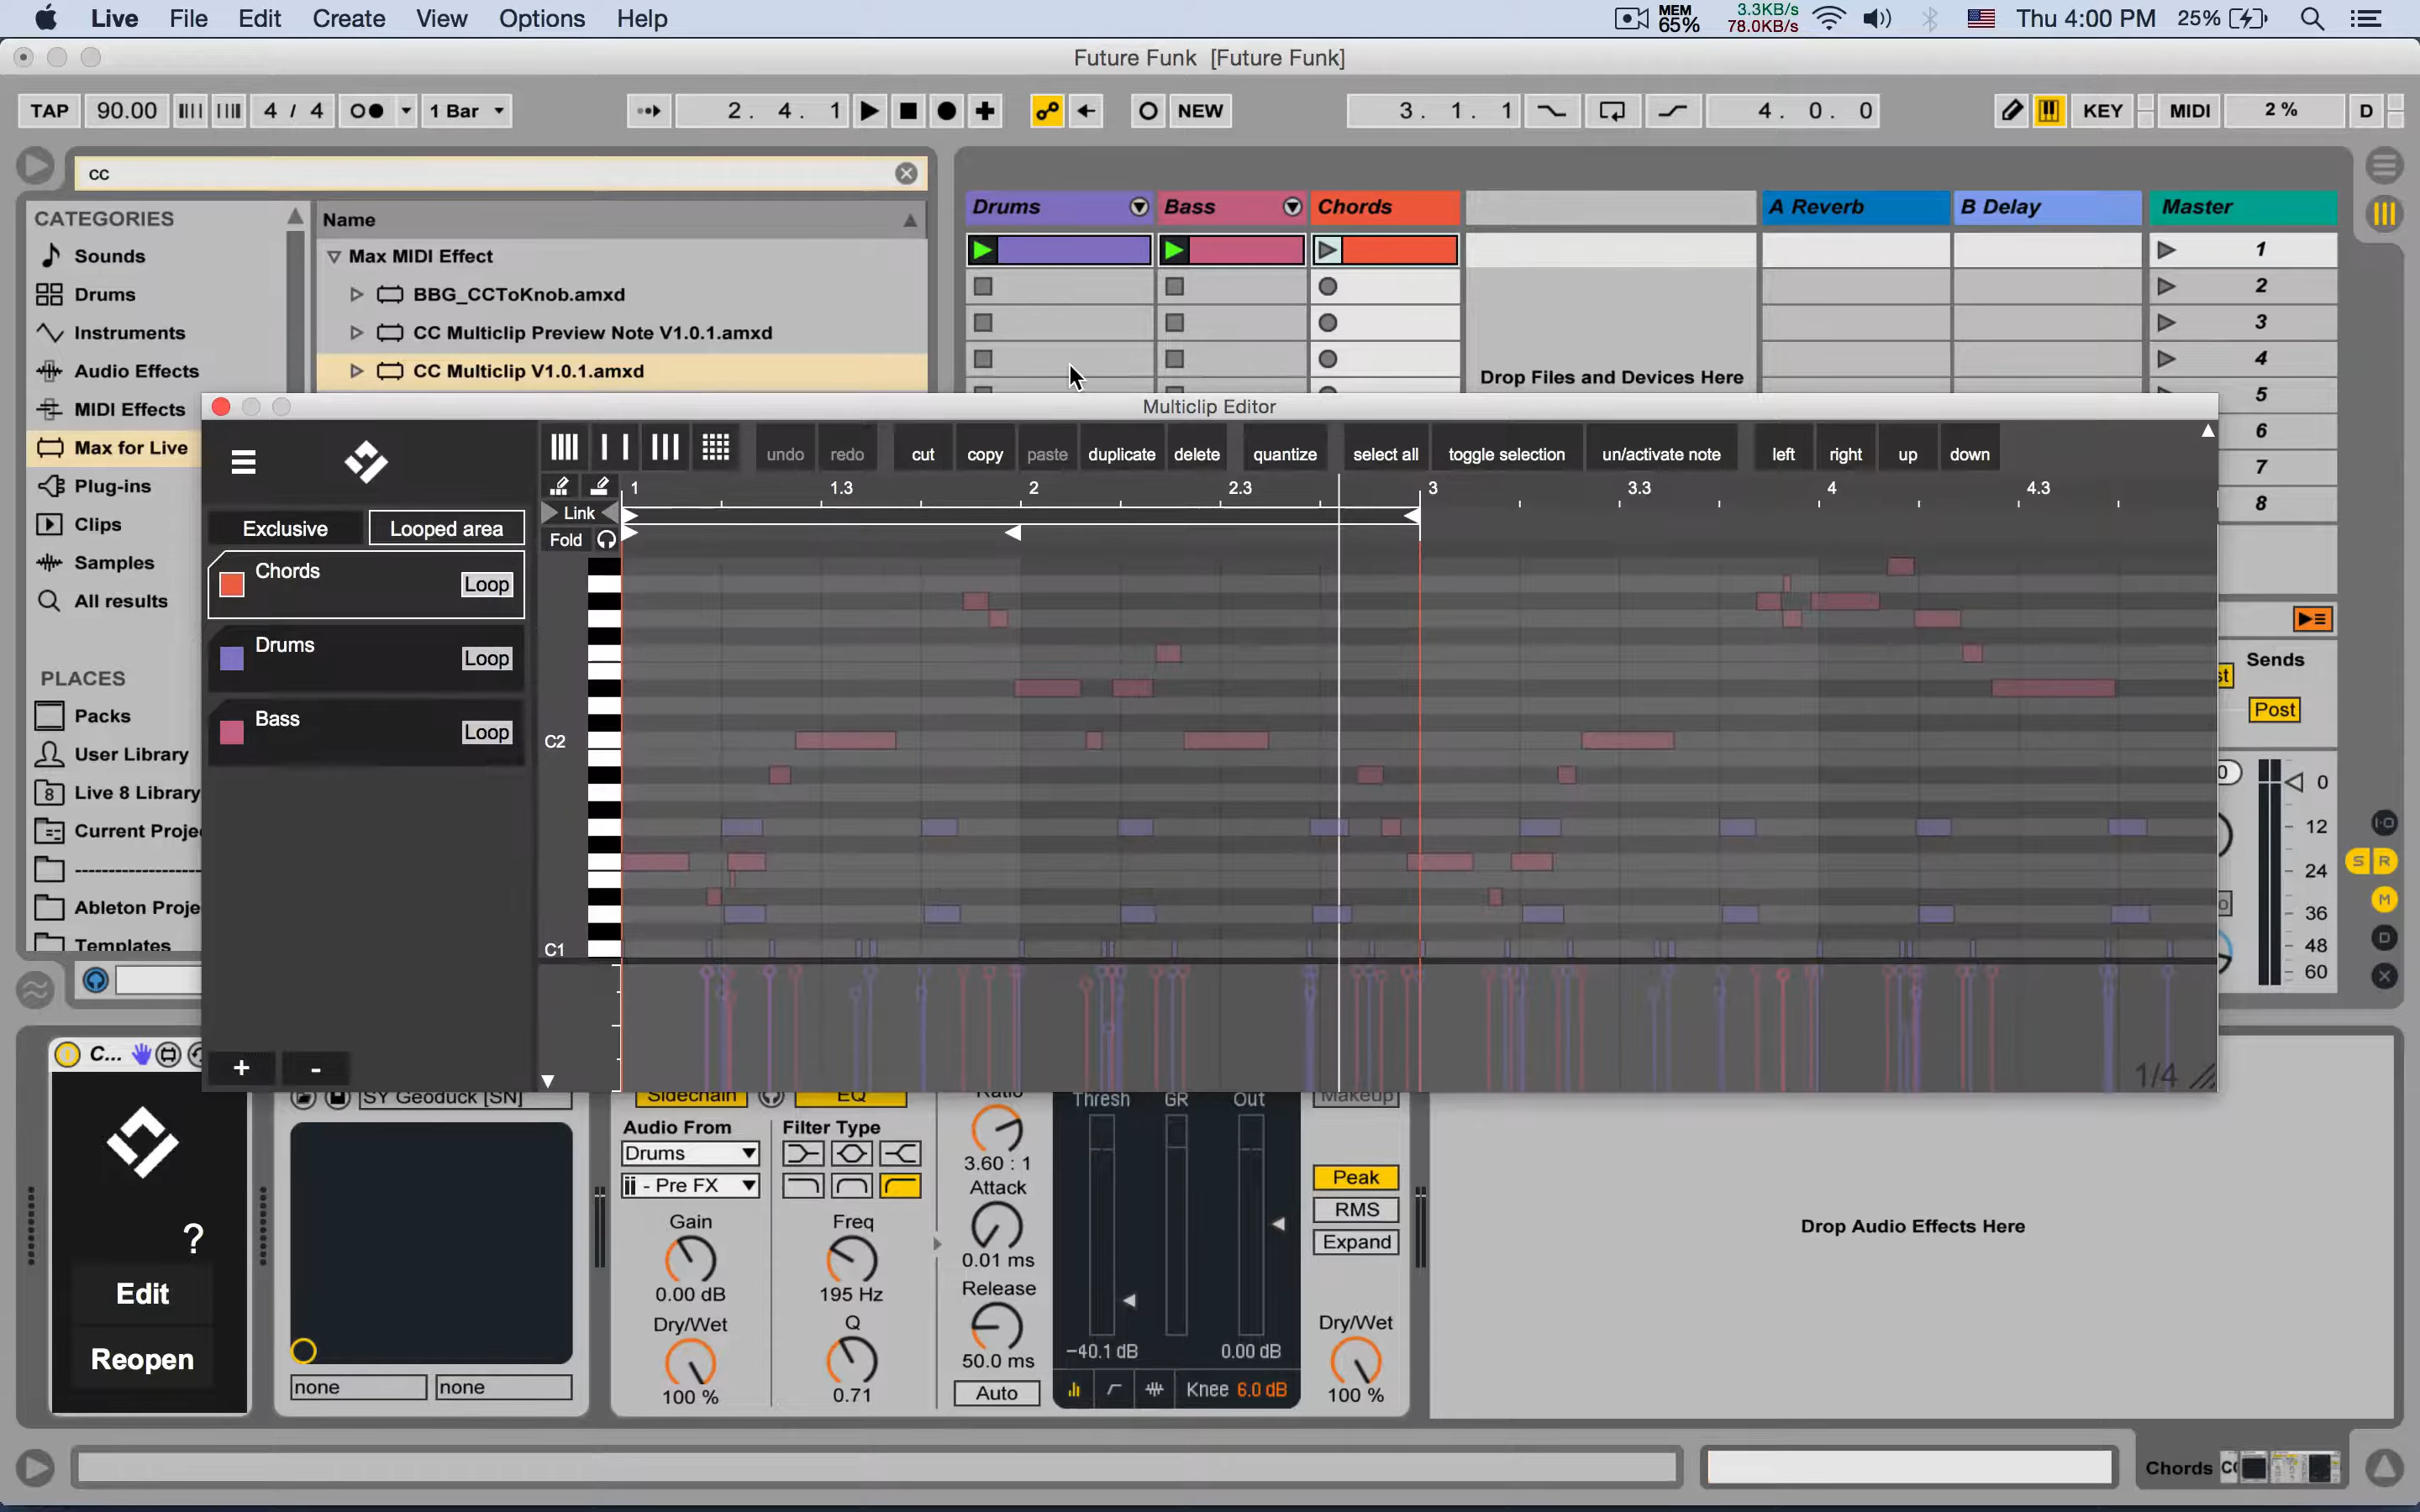 Live File Edit Create View Options Help
MEM 65% 3.3KB/s 78.0KB/s Thu 4:00 PM 25%
Future Funk [Future Funk]
TAP 90.00 4 / 4 1 Bar 2. 4. 1 NEW 3. 1. 1 4. 0. 0 KEY MIDI 2 % D
cc
CATEGORIES
Sounds
Drums
Instruments
Audio Effects
MIDI Effects
Max for Live
Plug-ins
Clips
Samples
All results
PLACES
Packs
User Library
Live 8 Library
Current Proje
Ableton Proje
Templates
Name
Max MIDI Effect
BBG_CCToKnob.amxd
CC Multiclip Preview Note V1.0.1.amxd
CC Multiclip V1.0.1.amxd
Drums Bass Chords A Reverb B Delay Master
1
2
3
4
5
6
7
8
Drop Files and Devices Here
Multiclip Editor
undo redo cut copy paste duplicate delete quantize select all toggle selection un/activate note left right up down
1 1.3 2 2.3 3 3.3 4 4.3
Link
Fold
Exclusive Looped area
Chords Loop
Drums Loop
Bass Loop
C2
C1
+ -
1/4
Sends
Post
0
12
24
36
48
60
I-O
S R
M
D
X
C...
?
Edit
Reopen
SY Geoduck [SN]
none none
Sidechain EQ
Audio From Filter Type
Drums
- Pre FX
Gain Freq
0.00 dB 195 Hz
Dry/Wet Q
100 % 0.71
Ratio
3.60 : 1
Attack
0.01 ms
Release
50.0 ms
Auto
Thresh GR Out
-40.1 dB 0.00 dB
Knee 6.0 dB
Makeup
Peak
RMS
Expand
Dry/Wet
100 %
Drop Audio Effects Here
Chords